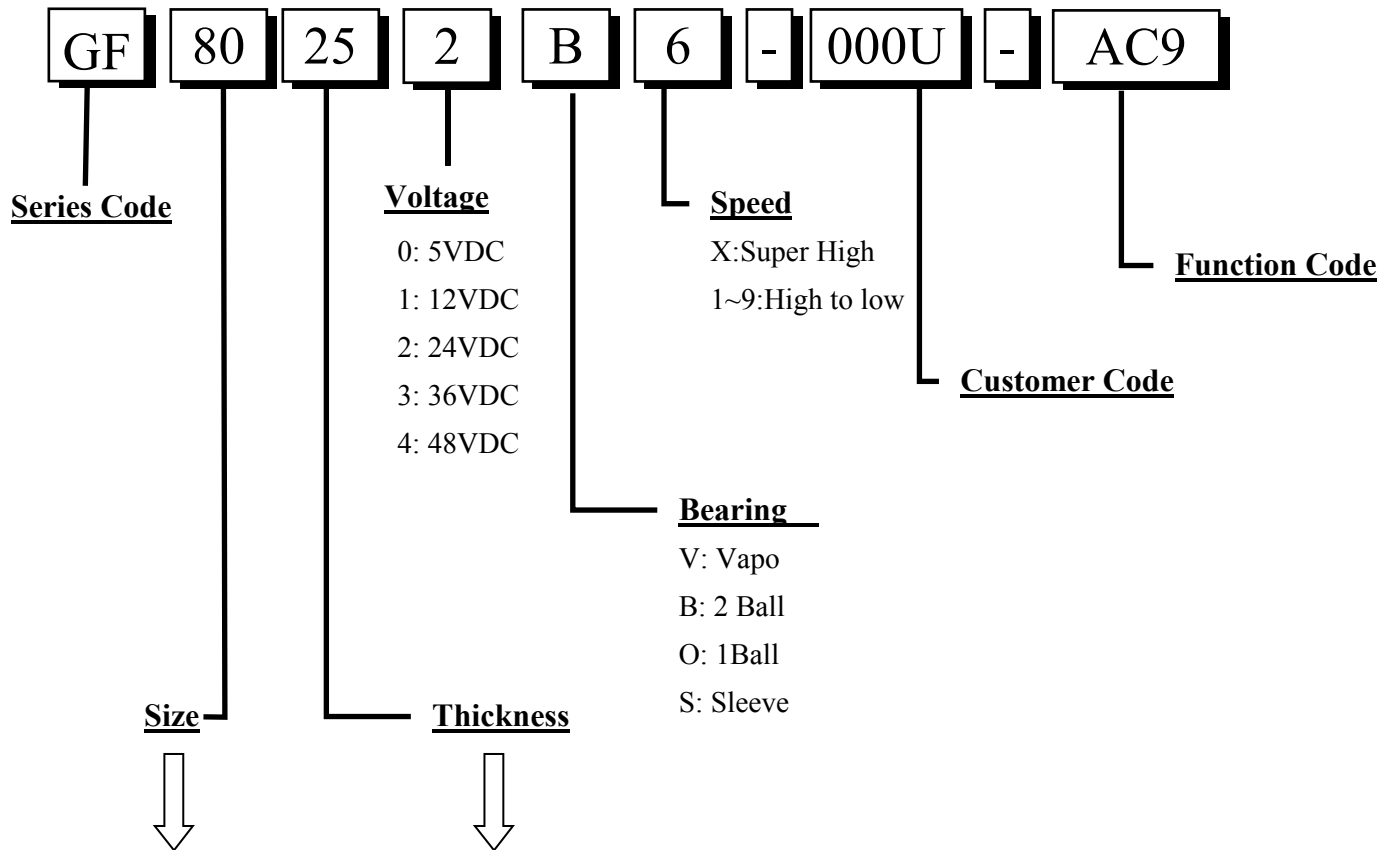 GF 80 25 2 B 6 - 000U - AC9
Series Code
Voltage
0: 5VDC
1: 12VDC
2: 24VDC
3: 36VDC
4: 48VDC
Speed
X:Super High
1~9:High to low
Function Code
Customer Code
Bearing
V: Vapo
B: 2 Ball
O: 1Ball
S: Sleeve
Size
Thickness